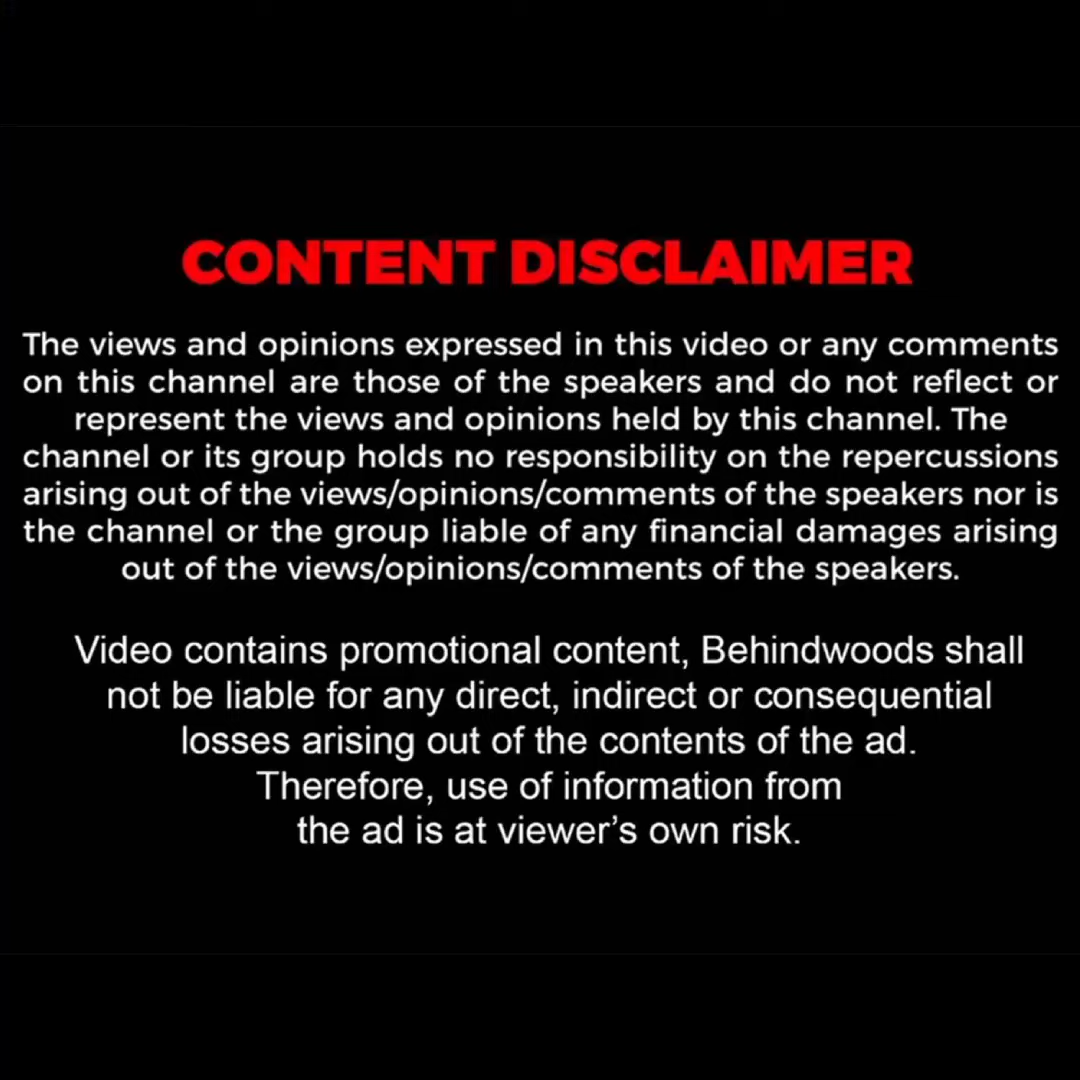 CONTENT DISCLAIMER
The views and opinions expressed in this video or any comments
on this channel are those of the speakers and do not reflect or
represent the views and opinions held by this channel. The
channel or its group holds no responsibility on the repercussions
arising out of the views/opinions/comments of the speakers nor is
the channel or the group liable of any financial damages arising
out of the views/opinions/comments of the speakers.
Video contains promotional content, Behindwoods shall
not be liable for any direct, indirect or consequential
losses arising out of the contents of the ad.
Therefore, use of information from
the ad is at viewer's own risk.